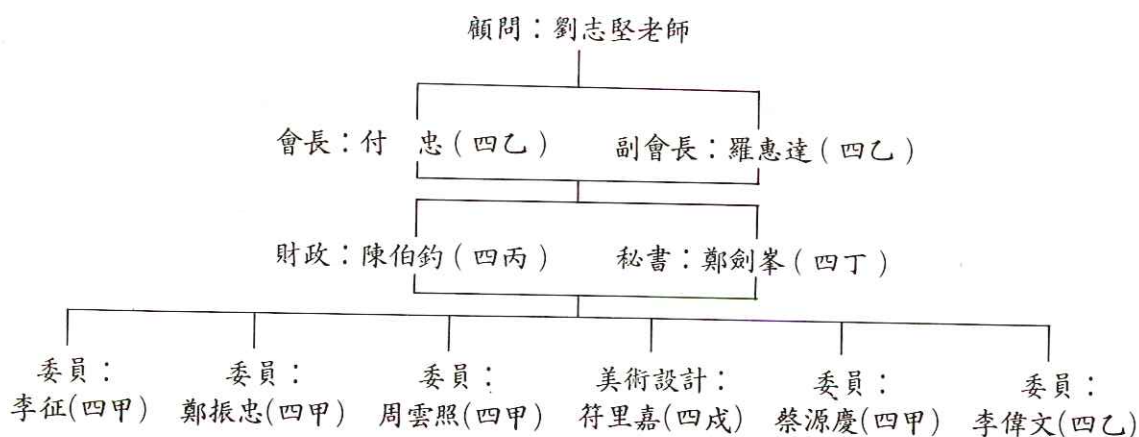 顧問：劉志堅老師
會長：付　忠（四乙）　副會長：羅惠達（四乙）
財政：陳伯鈞（四丙）　秘書：鄭劍峯（四丁）
委員：　委員：　委員：　美術設計：　委員：　委員：
李征(四甲)　鄭振忠(四甲)　周雲照(四甲)　符里嘉(四戍)　蔡源慶(四甲)　李偉文(四乙)